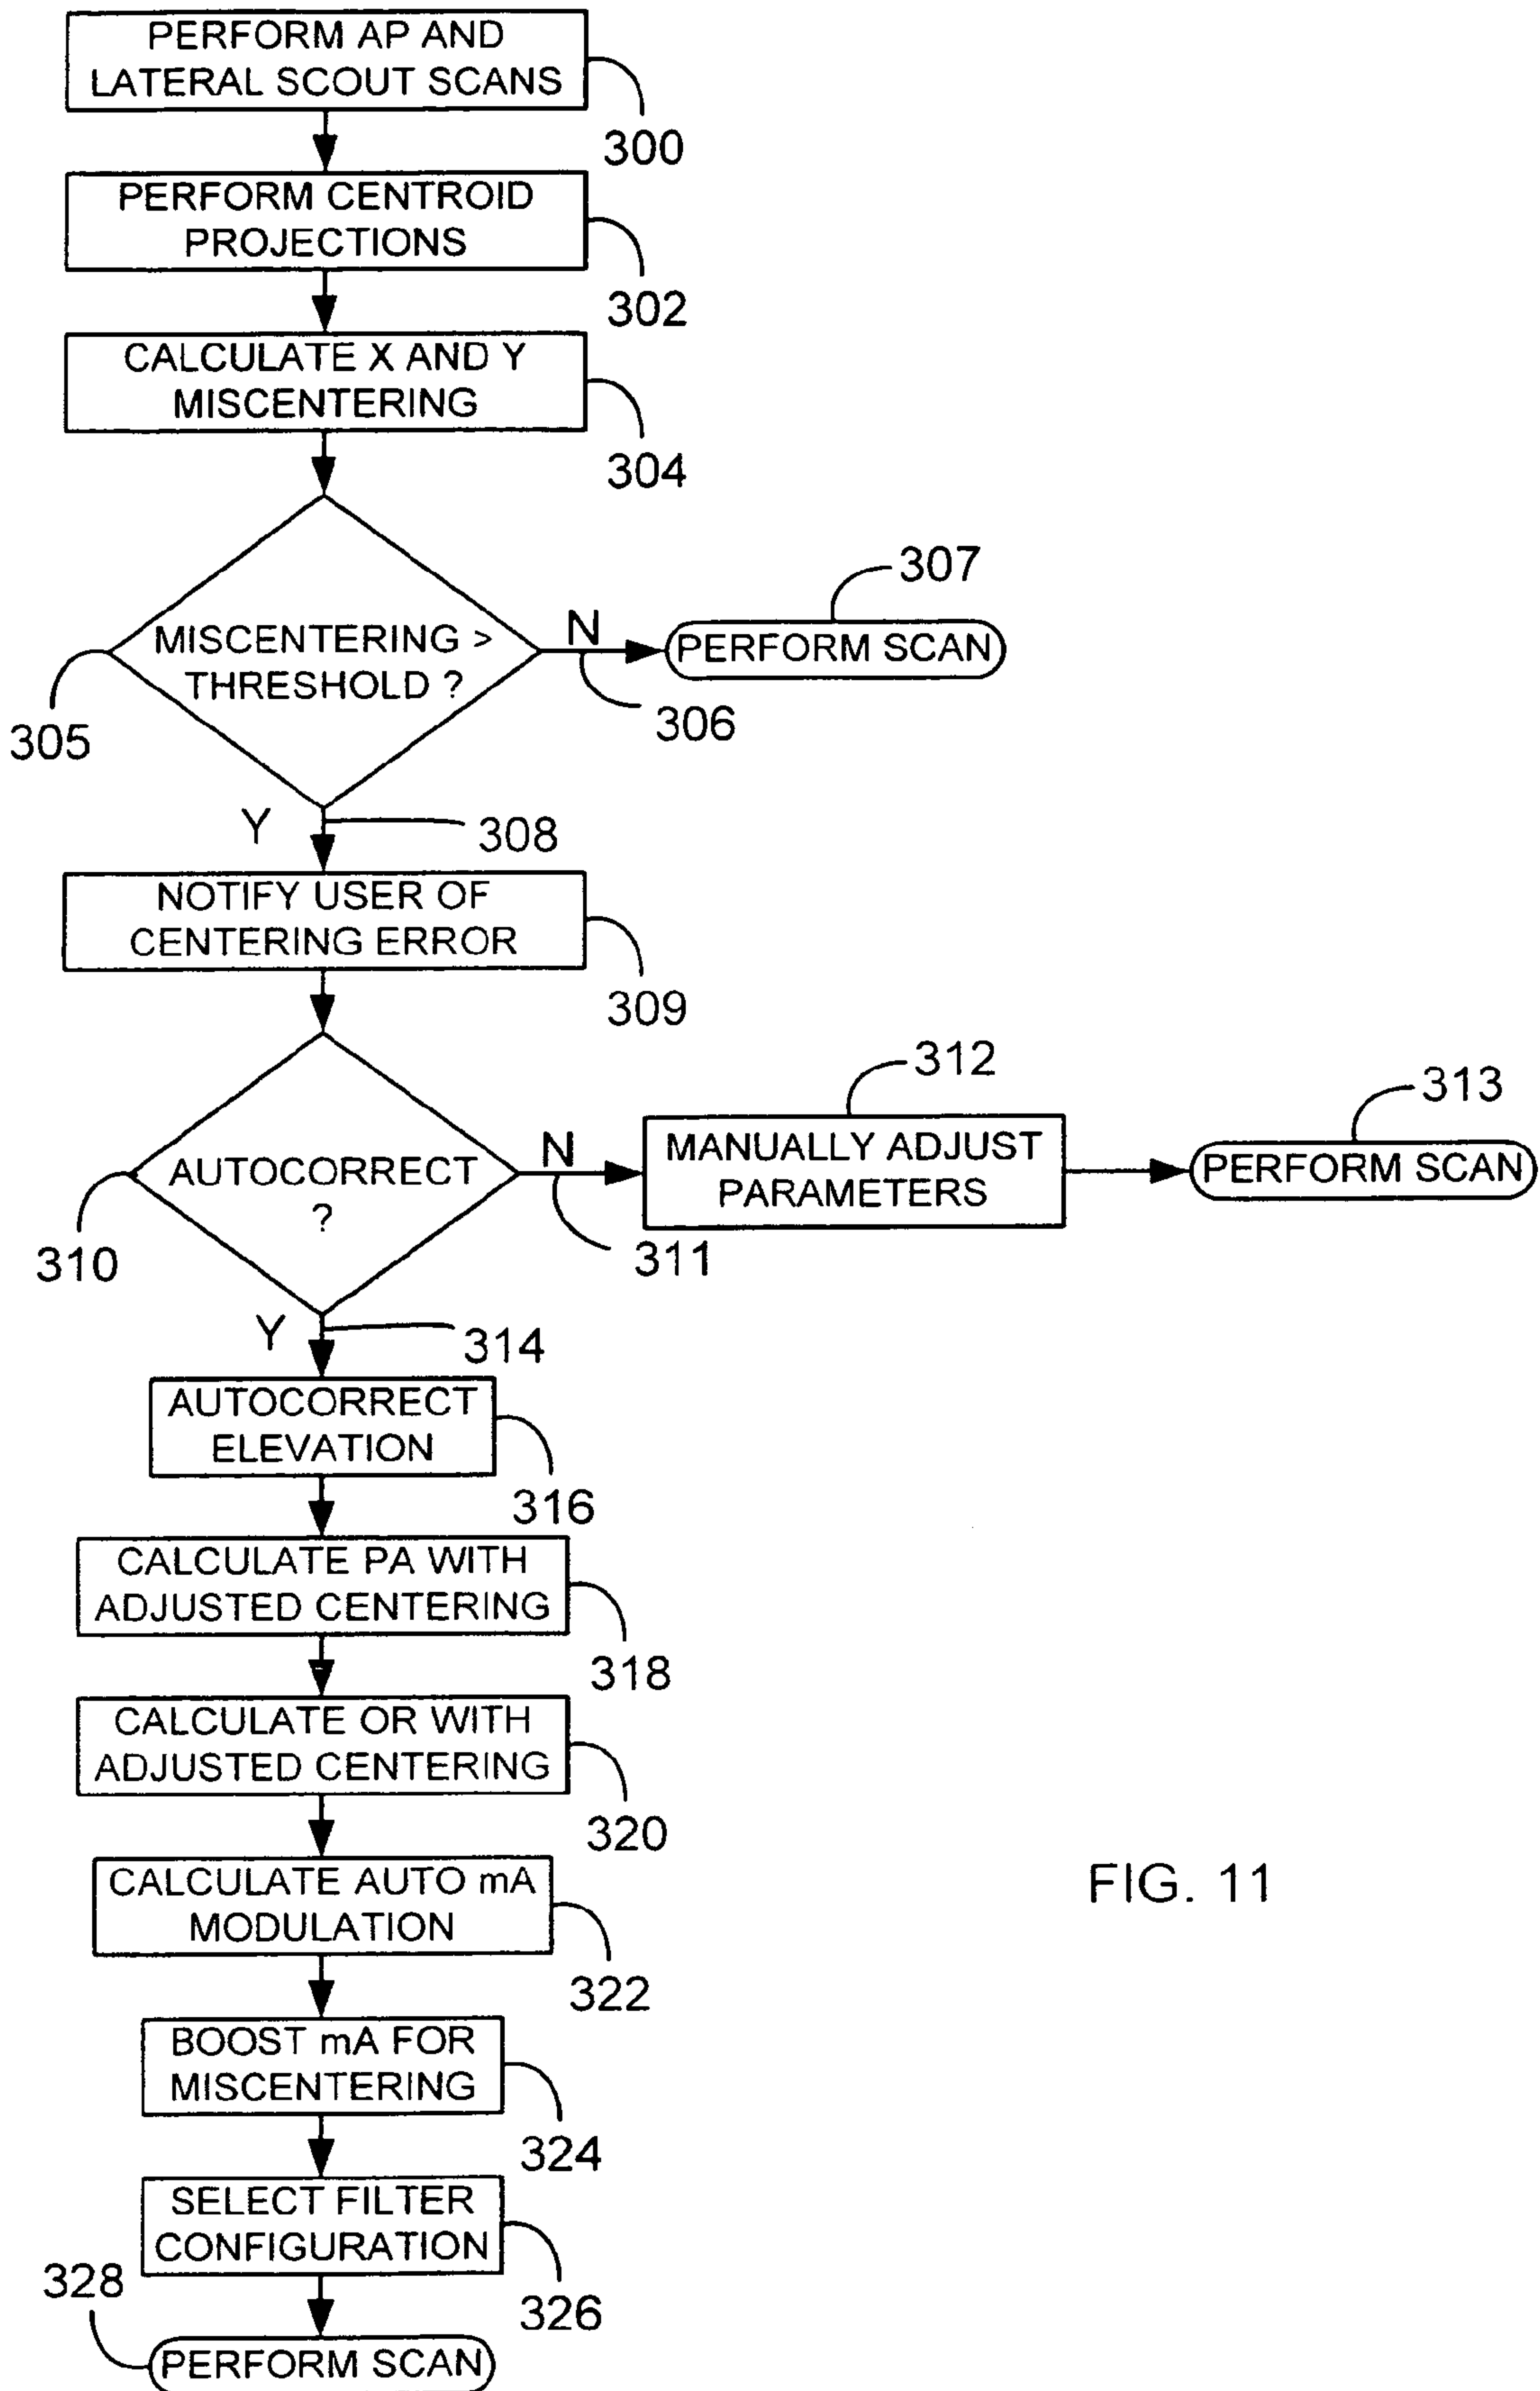 PERFORM AP AND
LATERAL SCOUT SCANS
300
PERFORM CENTROID
PROJECTIONS
302
CALCULATE X AND Y
MISCENTERING
304
MISCENTERING >
THRESHOLD ?
305
N
306
307
PERFORM SCAN
Y
308
NOTIFY USER OF
CENTERING ERROR
309
AUTOCORRECT
?
310
N
311
312
MANUALLY ADJUST
PARAMETERS
313
PERFORM SCAN
Y
314
AUTOCORRECT
ELEVATION
316
CALCULATE PA WITH
ADJUSTED CENTERING
318
CALCULATE OR WITH
ADJUSTED CENTERING
320
CALCULATE AUTO mA
MODULATION
322
BOOST mA FOR
MISCENTERING
324
SELECT FILTER
CONFIGURATION
326
328
PERFORM SCAN
FIG. 11